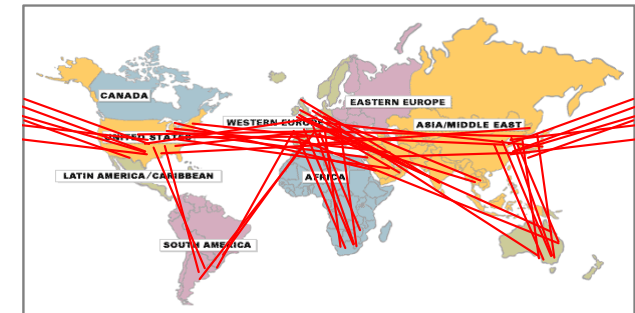 CANADA
EASTERN EUROPE
WESTERN EUROPE
ASIA/MIDDLE EAST
UNITED STATES
LATIN AMERICA/CARIBBEAN
AFRICA
SOUTH AMERICA